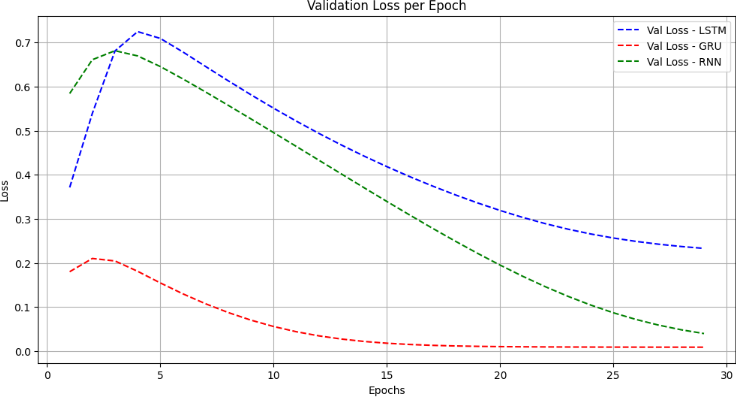 Validation Loss per Epoch
Val Loss - LSTM
Val Loss - GRU
Val Loss - RNN
Loss
0.7
0.6
0.5
0.4
0.3
0.2
0.1
0.0
0 5 10 15 20 25 30
Epochs